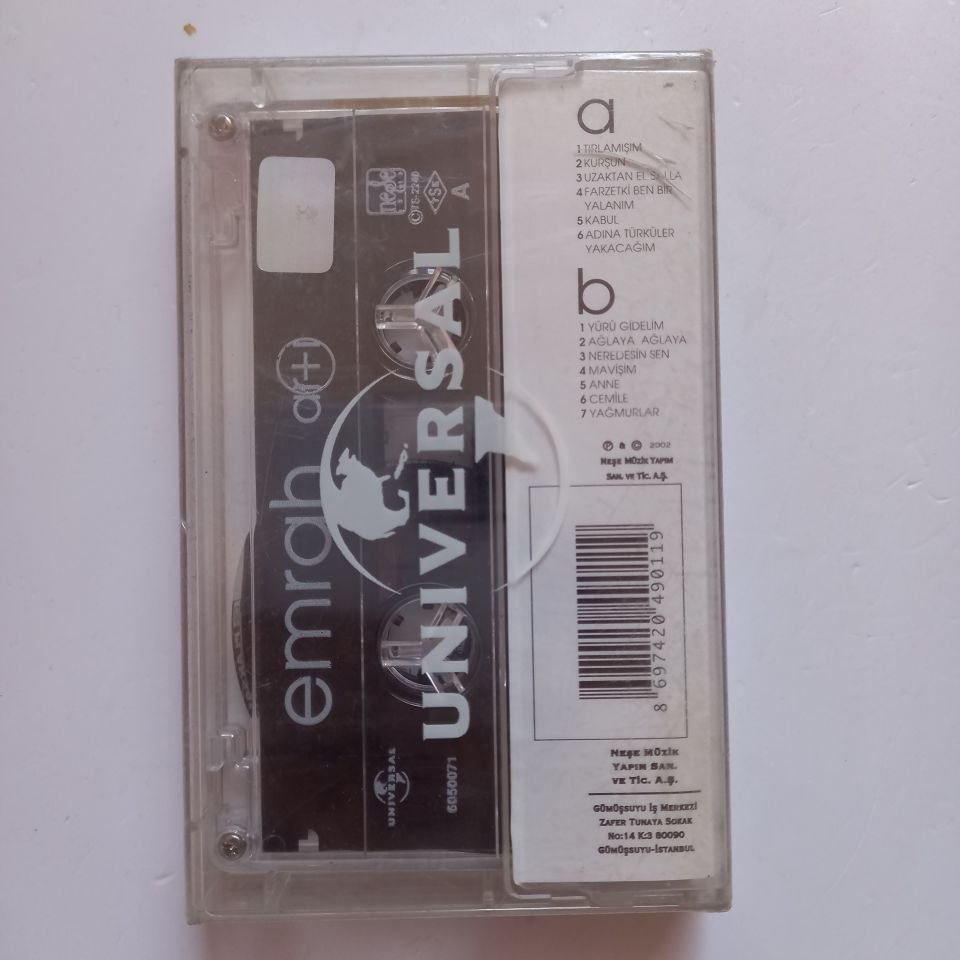 a
1 TIRLAMIŞIM
2 KURŞUN
3 UZAKTAN EL SALLA
4 FARZETKİ BEN BİR
YALANIM
5 KABUL
6 ADINA TÜRKÜLER
YAKACAĞIM
b
1 YÜRÜ GİDELİM
2 AĞLAYA AĞLAYA
3 NEREDESİN SEN
4 MAVİŞİM
5 ANNE
6 CEMİLE
7 YAĞMURLAR
℗ & © 2002
NEŞE MÜZİK YAPIM
SAN. VE TİC. A.Ş.
8 697420 490119
NEŞE MÜZİK
YAPIM SAN.
VE TİC. A.Ş.
GÜMÜŞSUYU İŞ MERKEZİ
ZAFER TUNAYA SOKAK
NO:14 K:3 80090
GÜMÜŞSUYU-İSTANBUL
emrah ar+ı
UNIVERSAL
neşe
TSE
A
UNIVERSAL
6050071